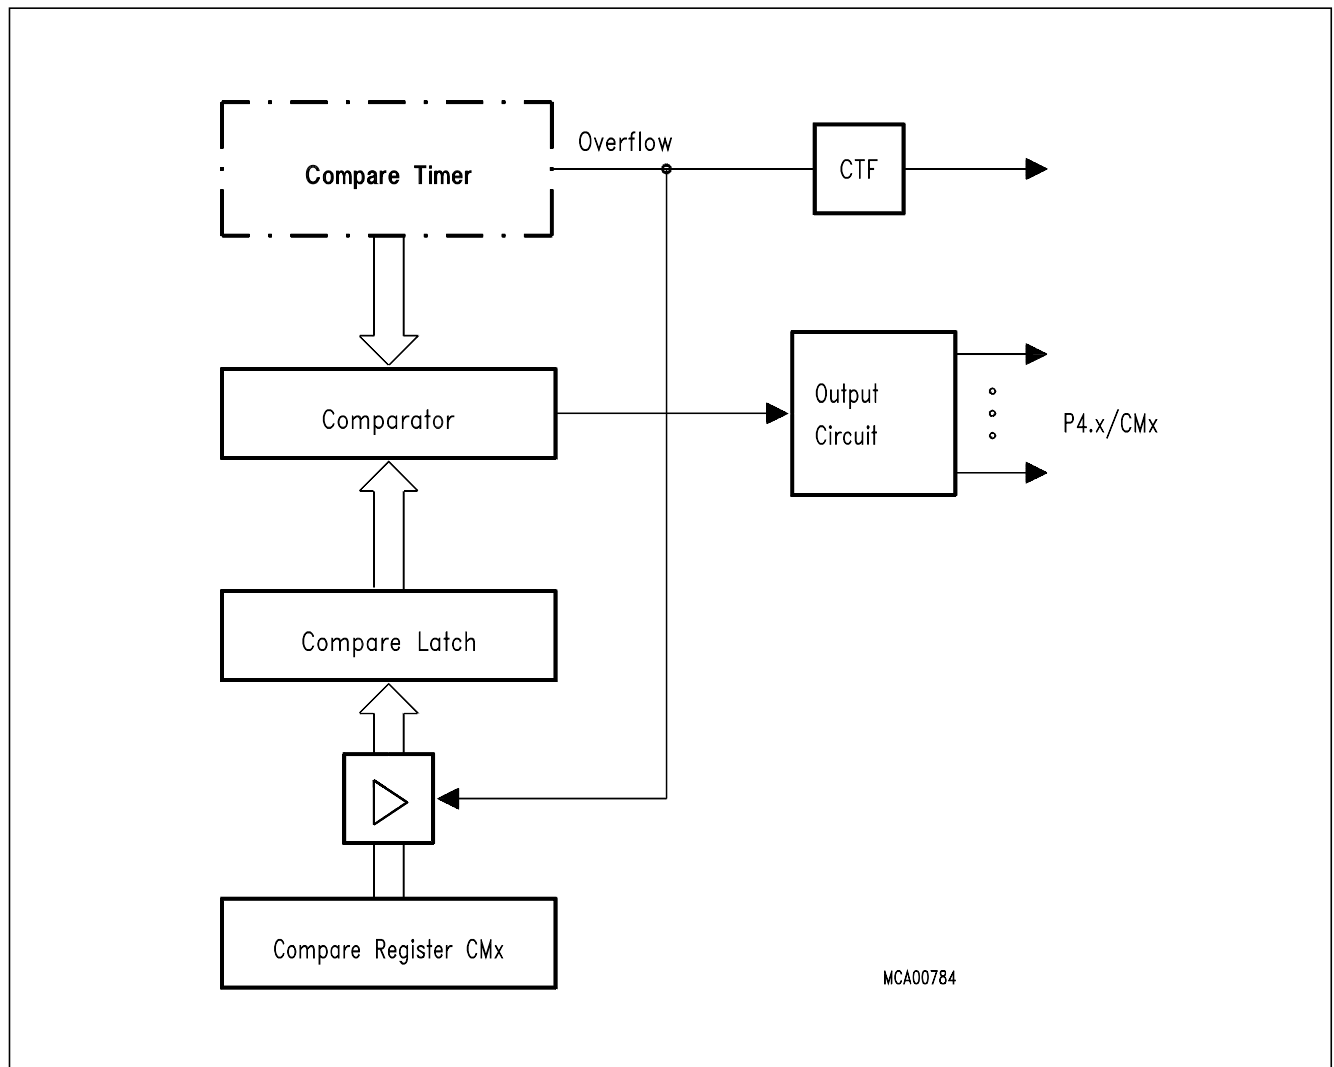 Overflow
Compare Timer
CTF
Output
Circuit
P4.x/CMx
Comparator
Compare Latch
Compare Register CMx
MCA00784